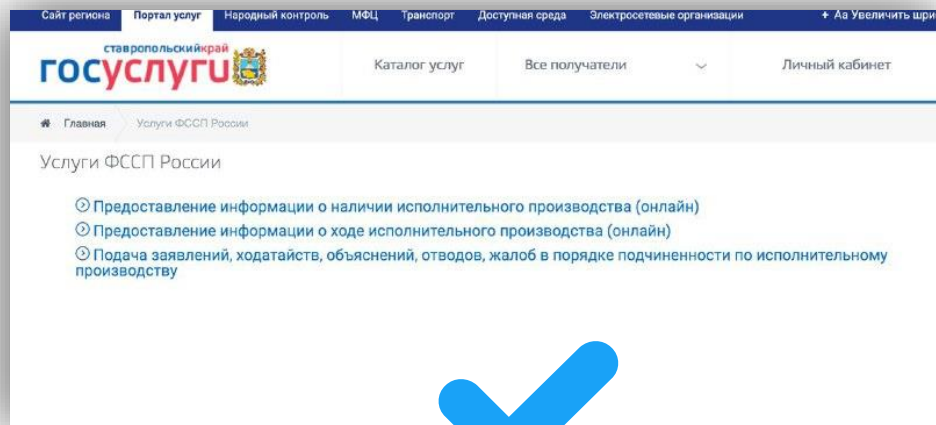 Сайт региона Портал услуг Народный контроль МФЦ Транспорт Доступная среда Электросетевые организации + Аа Увеличить шри
ставропольскийкрай
госуслуги
Каталог услуг Все получатели Личный кабинет
Главная Услуги ФССП России
Услуги ФССП России
Предоставление информации о наличии исполнительного производства (онлайн)
Предоставление информации о ходе исполнительного производства (онлайн)
Подача заявлений, ходатайств, объяснений, отводов, жалоб в порядке подчиненности по исполнительному
производству